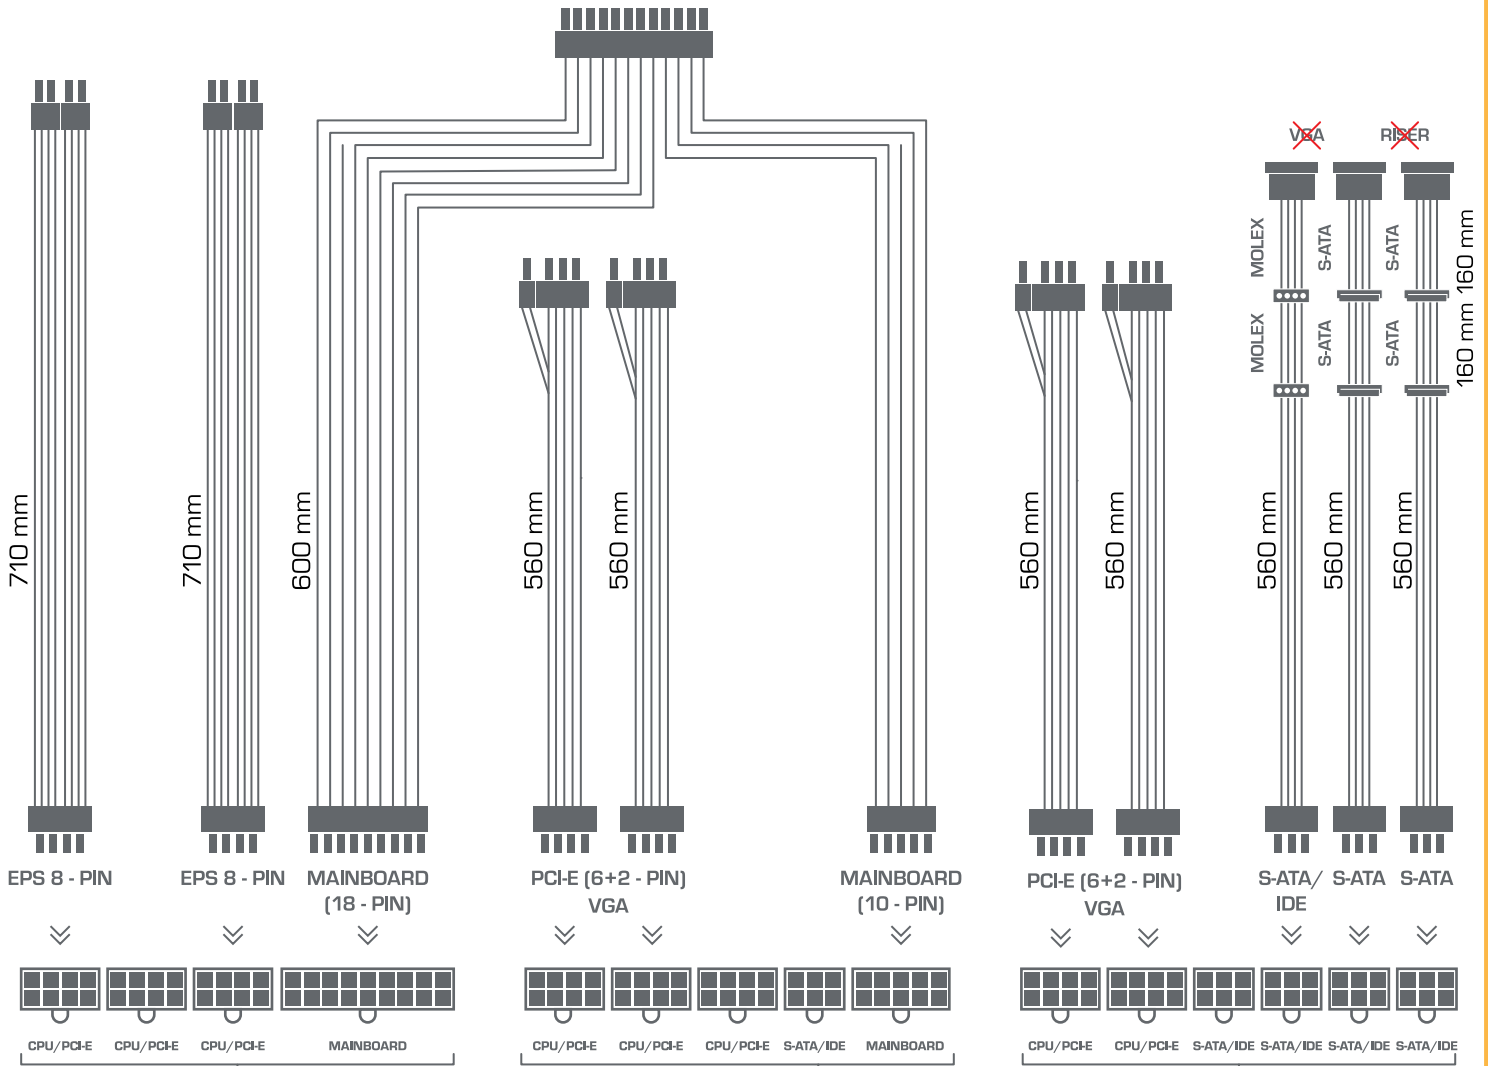 VGA
RISER
MOLEX
S-ATA
S-ATA
160 mm
MOLEX
S-ATA
S-ATA
160 mm
710 mm
710 mm
600 mm
560 mm
560 mm
560 mm
560 mm
560 mm
560 mm
560 mm
EPS 8 - PIN
EPS 8 - PIN
MAINBOARD
(18 - PIN)
PCI-E (6+2 - PIN)
VGA
MAINBOARD
(10 - PIN)
PCI-E (6+2 - PIN)
VGA
S-ATA/
IDE
S-ATA
S-ATA
CPU/PCI-E
CPU/PCI-E
CPU/PCI-E
MAINBOARD
CPU/PCI-E
CPU/PCI-E
CPU/PCI-E
S-ATA/IDE
MAINBOARD
CPU/PCI-E
CPU/PCI-E
S-ATA/IDE
S-ATA/IDE
S-ATA/IDE
S-ATA/IDE